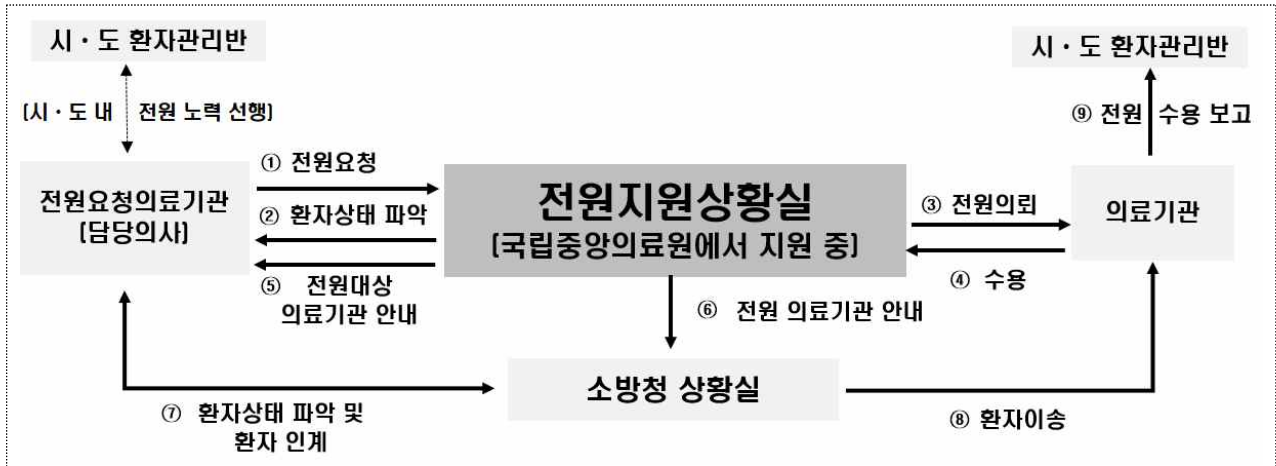 시・도 환자관리반
시・도 환자관리반
(시・도 내 전원 노력 선행)
⑨ 전원 수용 보고
① 전원요청
전원요청의료기관
(담당의사)
② 환자상태 파악
전원지원상황실
(국립중앙의료원에서 지원 중)
③ 전원의뢰
의료기관
④ 수용
⑤ 전원대상
의료기관 안내
⑥ 전원 의료기관 안내
소방청 상황실
⑦ 환자상태 파악 및
환자 인계
⑧ 환자이송